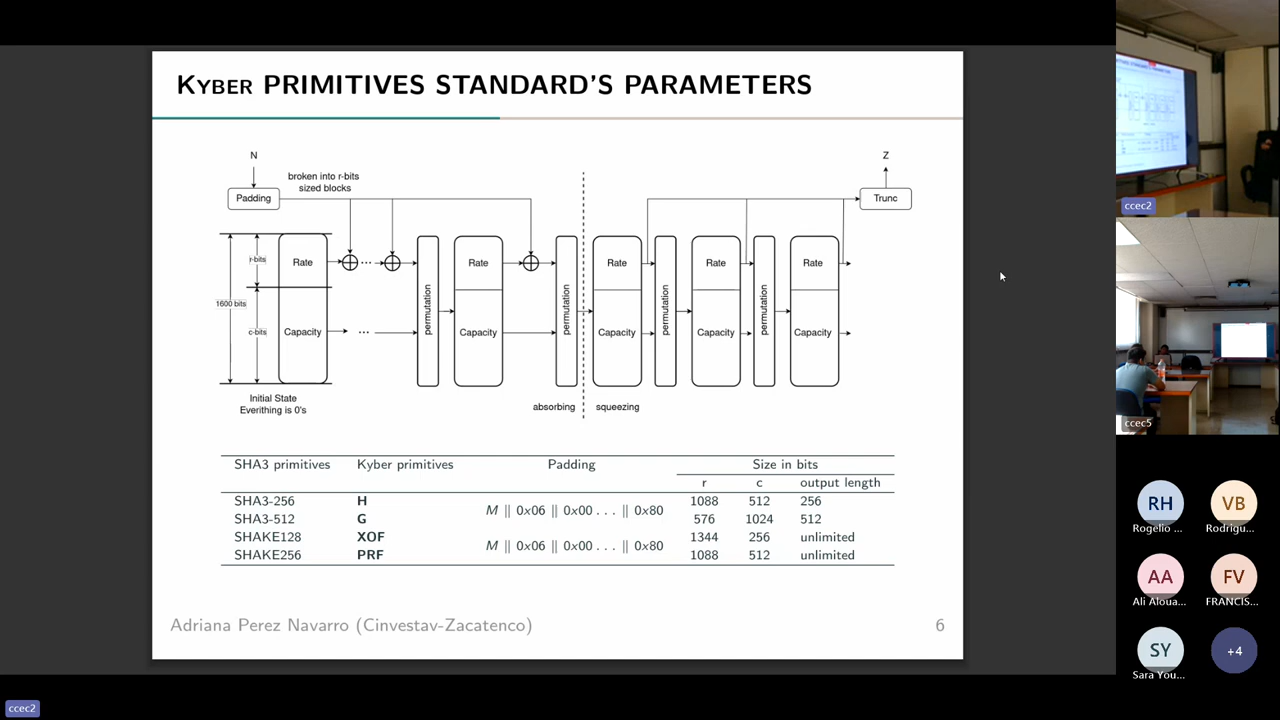 KYBER PRIMITIVES STANDARD'S PARAMETERS
N
Z
broken into r-bits
sized blocks
Padding
Trunc
r-bits
Rate
...
Rate
Rate
Rate
Rate
1600 bits
permutation
permutation
permutation
permutation
c-bits
Capacity
...
Capacity
Capacity
Capacity
Capacity
Initial State
Everithing is 0's
absorbing
squeezing
SHA3 primitives Kyber primitives Padding Size in bits
r c output length
SHA3-256 H M || 0x06 || 0x00 ... || 0x80 1088 512 256
SHA3-512 G 576 1024 512
SHAKE128 XOF M || 0x06 || 0x00 ... || 0x80 1344 256 unlimited
SHAKE256 PRF 1088 512 unlimited
Adriana Perez Navarro (Cinvestav-Zacatenco) 6
ccec2
ccec5
RH
Rogelio ...
VB
Rodrigu...
AA
Ali Aloua...
FV
FRANCIS...
SY
Sara You...
+4
ccec2